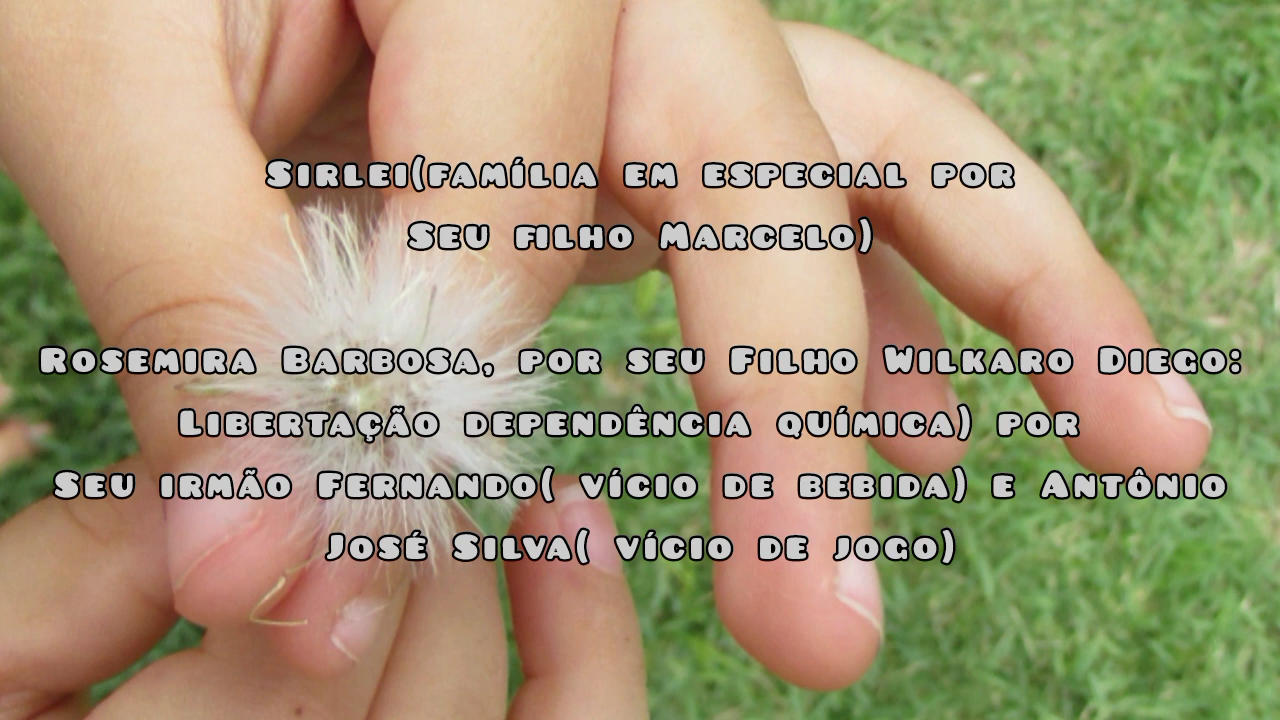 Sirlei(família em especial por
Seu filho Marcelo)
Rosemira Barbosa, por seu Filho Wilkaro Diego:
Libertação dependência química) por
Seu irmão Fernando( vício de bebida) e Antônio
José Silva( vício de jogo)